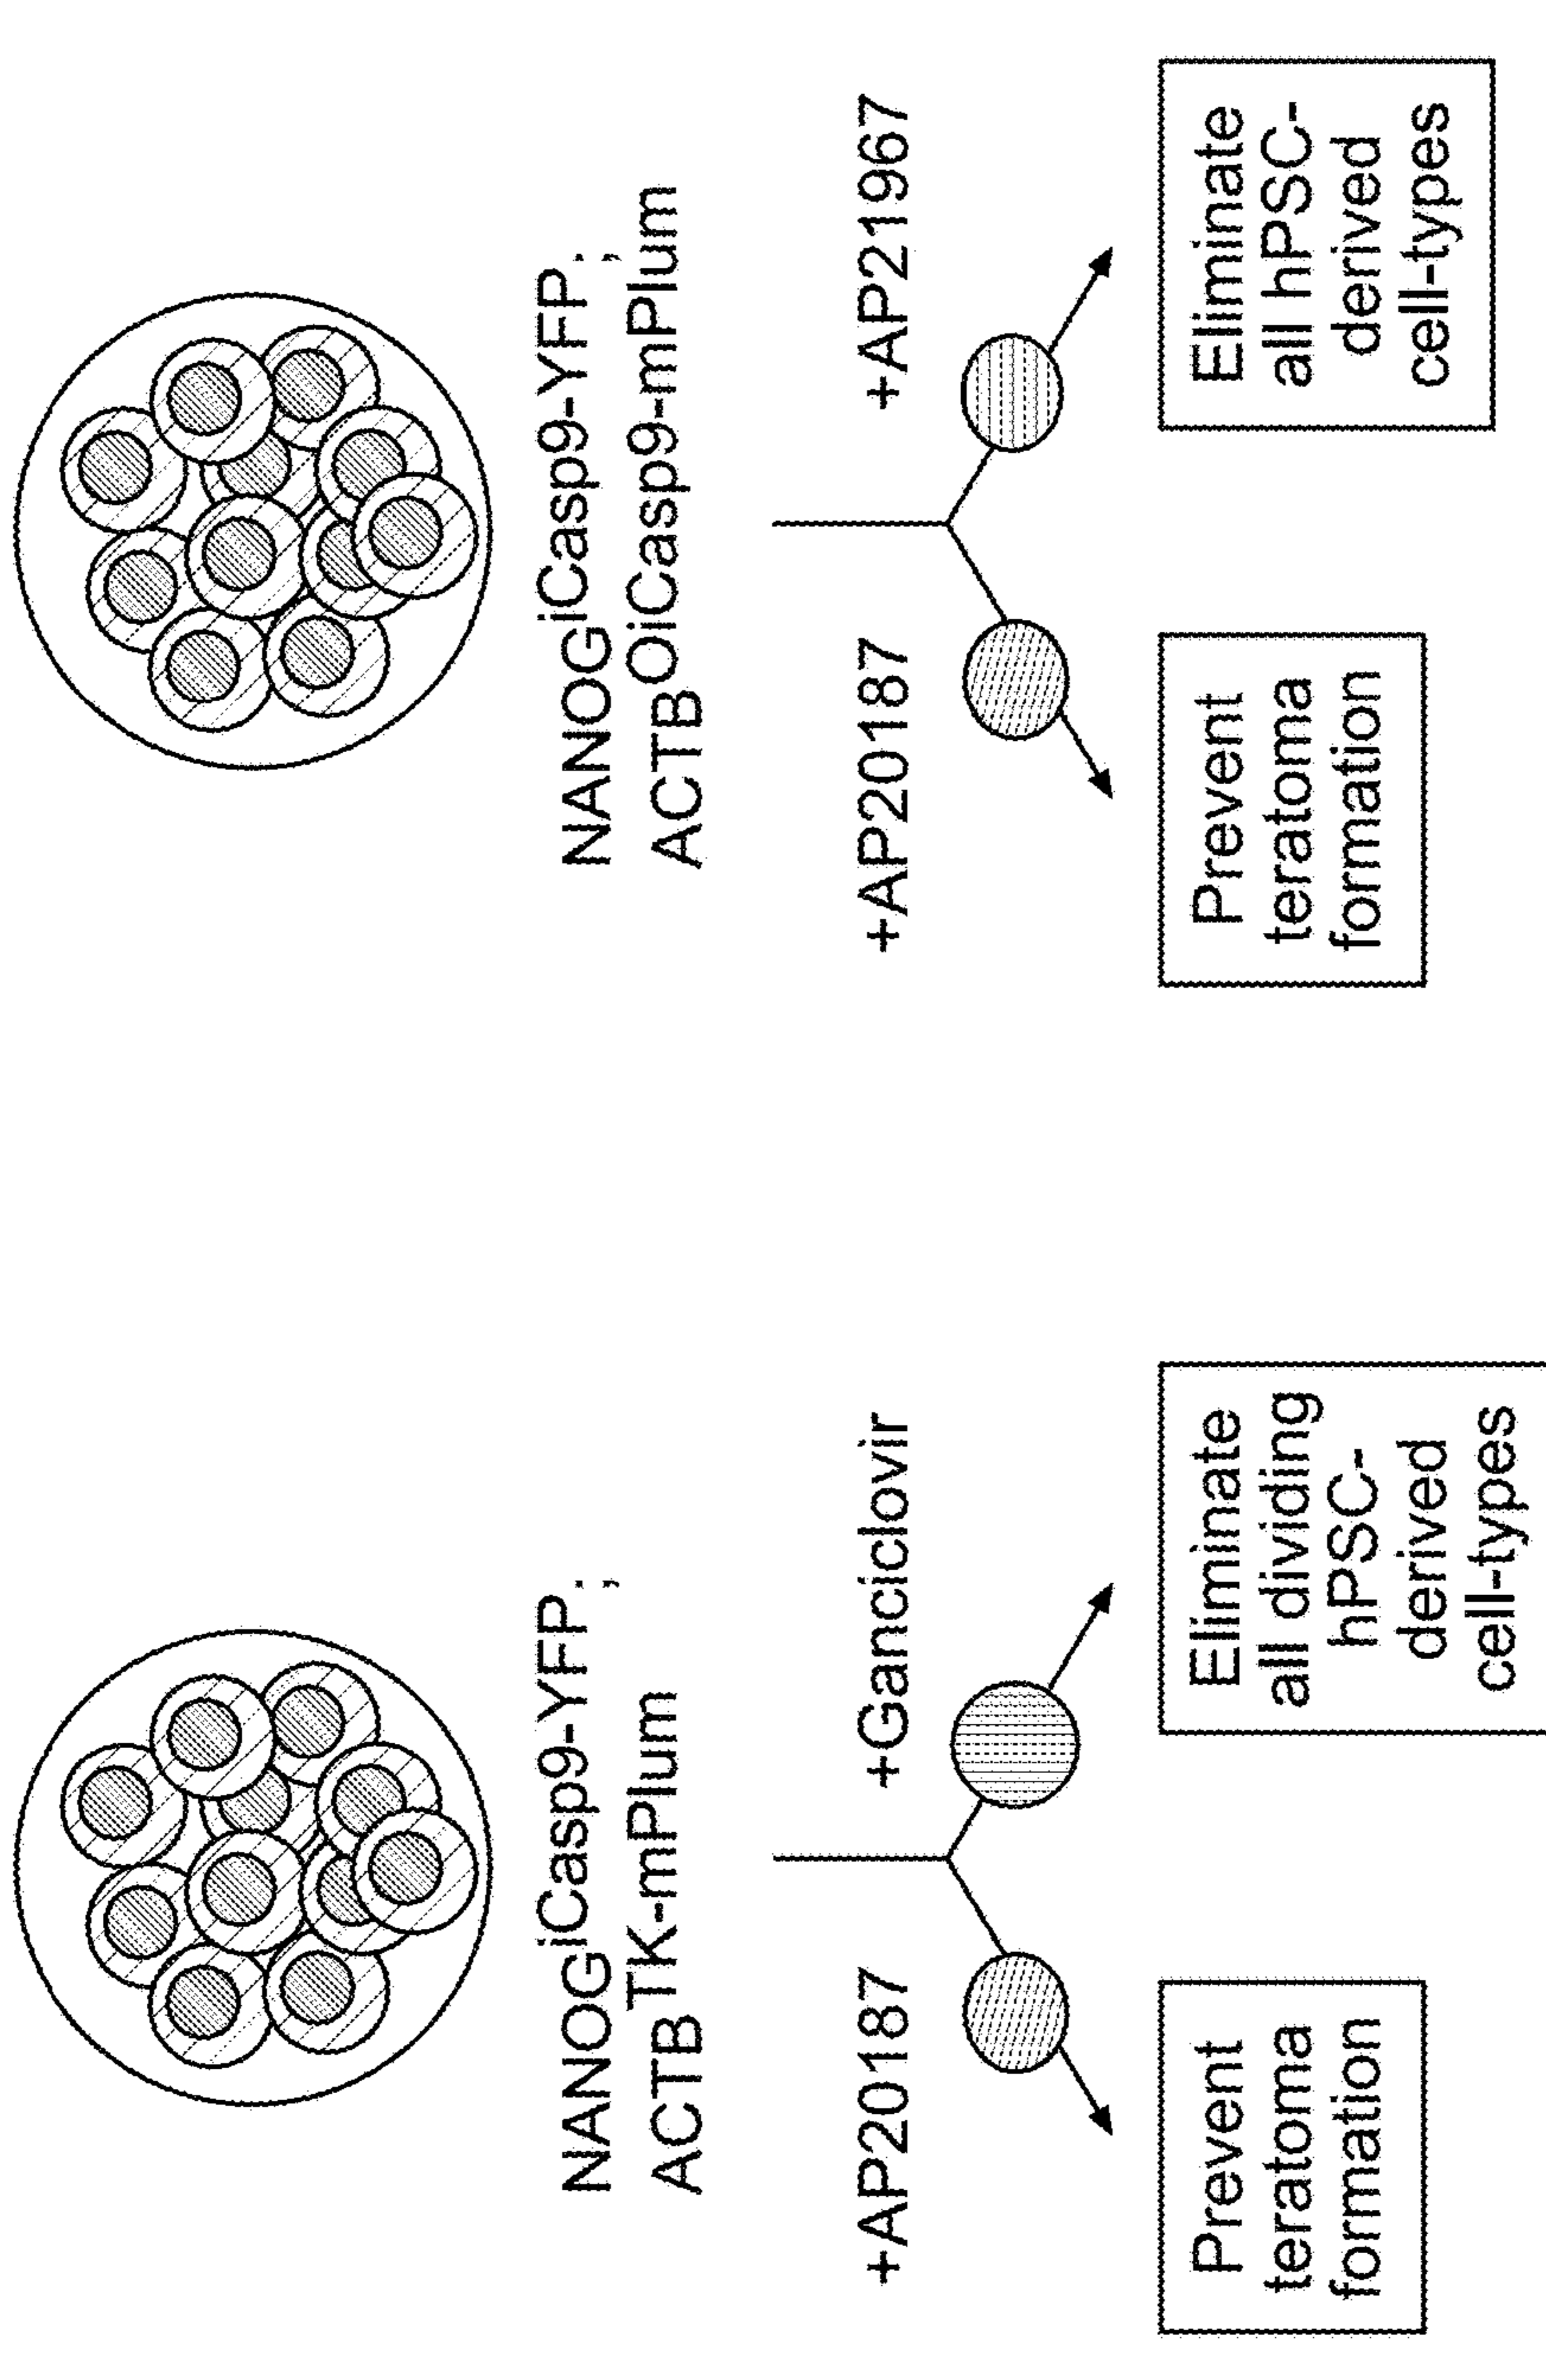 NANOGiCasp9-YFP;
ACTBTK-mPlum
+AP20187
+Ganciclovir
Prevent
teratoma
formation
Eliminate
all dividing
hPSC-
derived
cell-types
NANOGiCasp9-YFP;
ACTBOiCasp9-mPlum
+AP20187
+AP21967
Prevent
teratoma
formation
Eliminate
all hPSC-
derived
cell-types